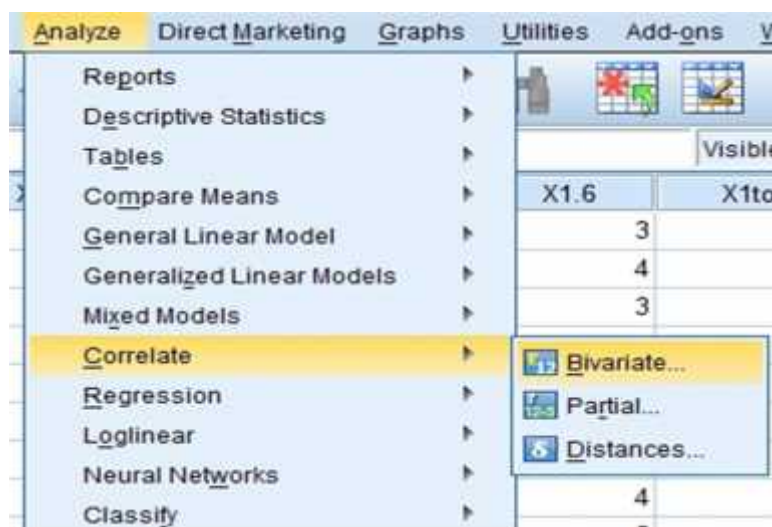 Analyze Direct Marketing Graphs Utilities Add-ons
Reports
Descriptive Statistics
Tables
Visible
Compare Means
X1.6 X1to
General Linear Model
3
Generalized Linear Models
4
Mixed Models
3
Correlate
Bivariate...
Regression
Partial...
Loglinear
Distances...
Neural Networks
4
Classify